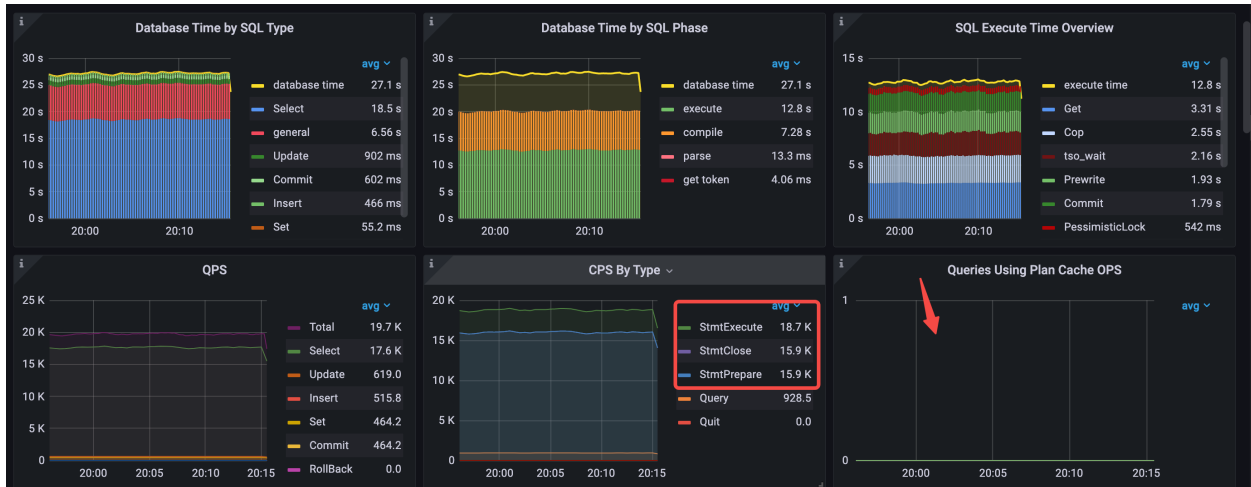 Database Time by SQL Type
avg
30 s
25 s
20 s
15 s
10 s
5 s
0 s
20:00 20:10
database time 27.1 s
Select 18.5 s
general 6.56 s
Update 902 ms
Commit 602 ms
Insert 466 ms
Set 55.2 ms
Database Time by SQL Phase
avg
30 s
25 s
20 s
15 s
10 s
5 s
0 s
20:00 20:10
database time 27.1 s
execute 12.8 s
compile 7.28 s
parse 13.3 ms
get token 4.06 ms
SQL Execute Time Overview
avg
15 s
10 s
5 s
0 s
20:00 20:10
execute time 12.8 s
Get 3.31 s
Cop 2.55 s
tso_wait 2.16 s
Prewrite 1.93 s
Commit 1.79 s
PessimisticLock 542 ms
QPS
avg
25 K
20 K
15 K
10 K
5 K
0
20:00 20:05 20:10 20:15
Total 19.7 K
Select 17.6 K
Update 619.0
Insert 515.8
Set 464.2
Commit 464.2
RollBack 0.0
CPS By Type
avg
20 K
15 K
10 K
5 K
0
20:00 20:05 20:10 20:15
StmtExecute 18.7 K
StmtClose 15.9 K
StmtPrepare 15.9 K
Query 928.5
Quit 0.0
Queries Using Plan Cache OPS
avg
1
0
20:00 20:05 20:10 20:15